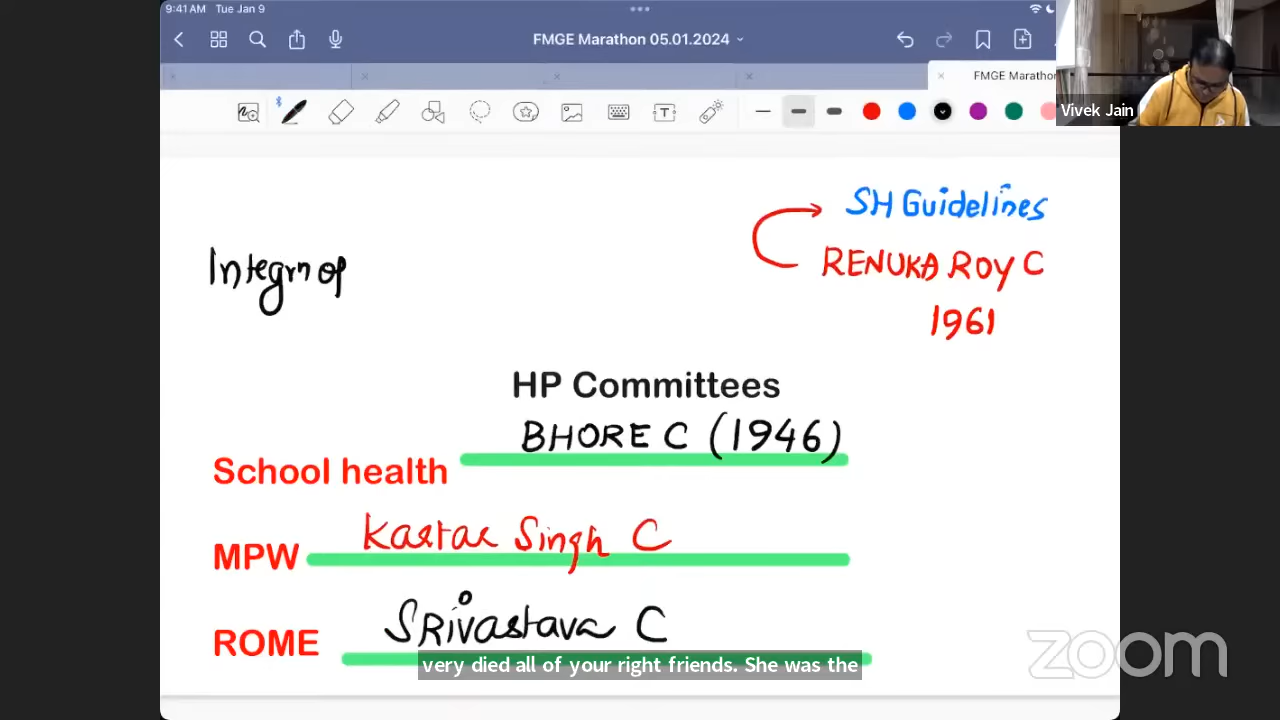 9:41 AM Tue Jan 9
FMGE Marathon 05.01.2024
FMGE Marathon
Vivek Jain
SH Guidelines
RENUKA ROY C
1961
Integrn of
HP Committees
BHORE C (1946)
School health
Kartar Singh C
MPW
SRivastava C
ROME
very died all of your right friends. She was the
zoom